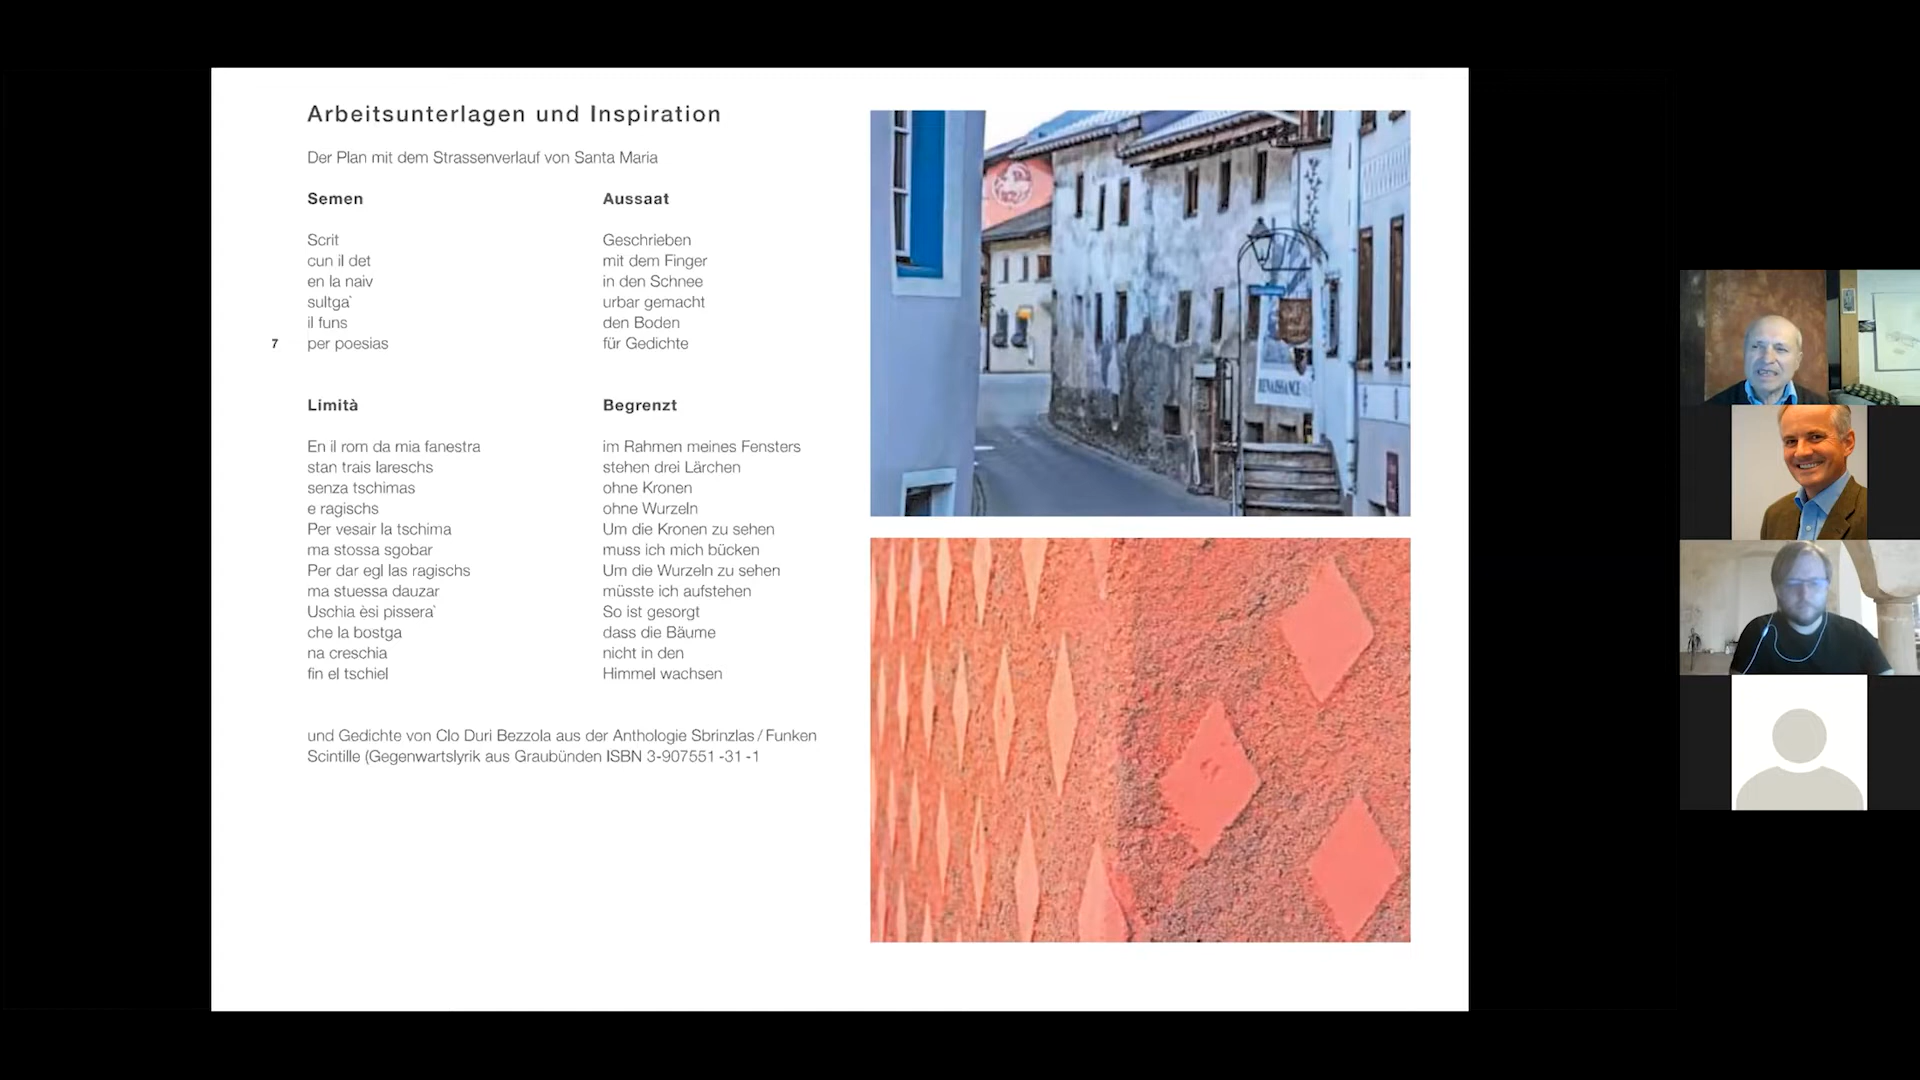 Arbeitsunterlagen und Inspiration
Der Plan mit dem Strassenverlauf von Santa Maria
Semen
Scrit
cun il det
en la naiv
sultga`
il funs
7 per poesias
Aussaat
Geschrieben
mit dem Finger
in den Schnee
urbar gemacht
den Boden
für Gedichte
Limità
En il rom da mia fanestra
stan trais lareschs
senza tschimas
e ragischs
Per vesair la tschima
ma stossa sgobar
Per dar egl las ragischs
ma stuessa dauzar
Uschia èsi pissera`
che la bostga
na creschia
fin el tschiel
Begrenzt
im Rahmen meines Fensters
stehen drei Lärchen
ohne Kronen
ohne Wurzeln
Um die Kronen zu sehen
muss ich mich bücken
Um die Wurzeln zu sehen
müsste ich aufstehen
So ist gesorgt
dass die Bäume
nicht in den
Himmel wachsen
und Gedichte von Clo Duri Bezzola aus der Anthologie Sbrinzlas / Funken
Scintille (Gegenwartslyrik aus Graubünden ISBN 3-907551 -31 -1
RENAISSANCE